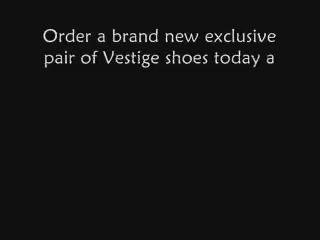 Order a brand new exclusive
pair of Vestige shoes today a